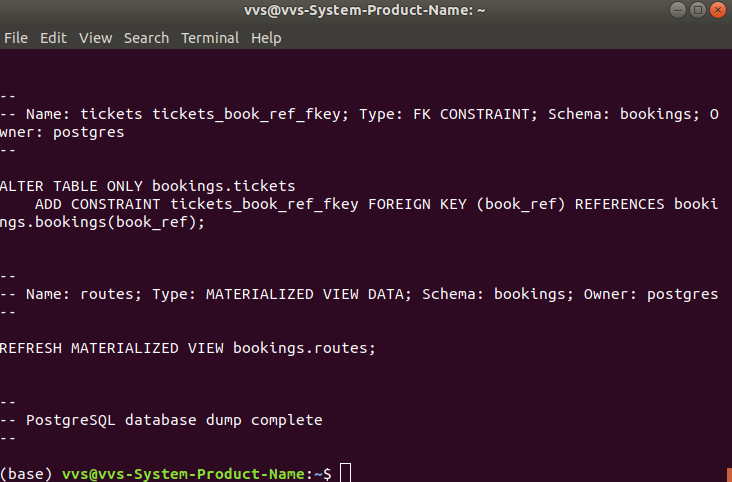 vvs@vvs-System-Product-Name: ~
File Edit View Search Terminal Help
--
-- Name: tickets tickets_book_ref_fkey; Type: FK CONSTRAINT; Schema: bookings; O
wner: postgres
--
ALTER TABLE ONLY bookings.tickets
    ADD CONSTRAINT tickets_book_ref_fkey FOREIGN KEY (book_ref) REFERENCES booki
ngs.bookings(book_ref);
--
-- Name: routes; Type: MATERIALIZED VIEW DATA; Schema: bookings; Owner: postgres
--
REFRESH MATERIALIZED VIEW bookings.routes;
--
-- PostgreSQL database dump complete
--
(base) vvs@vvs-System-Product-Name:~$